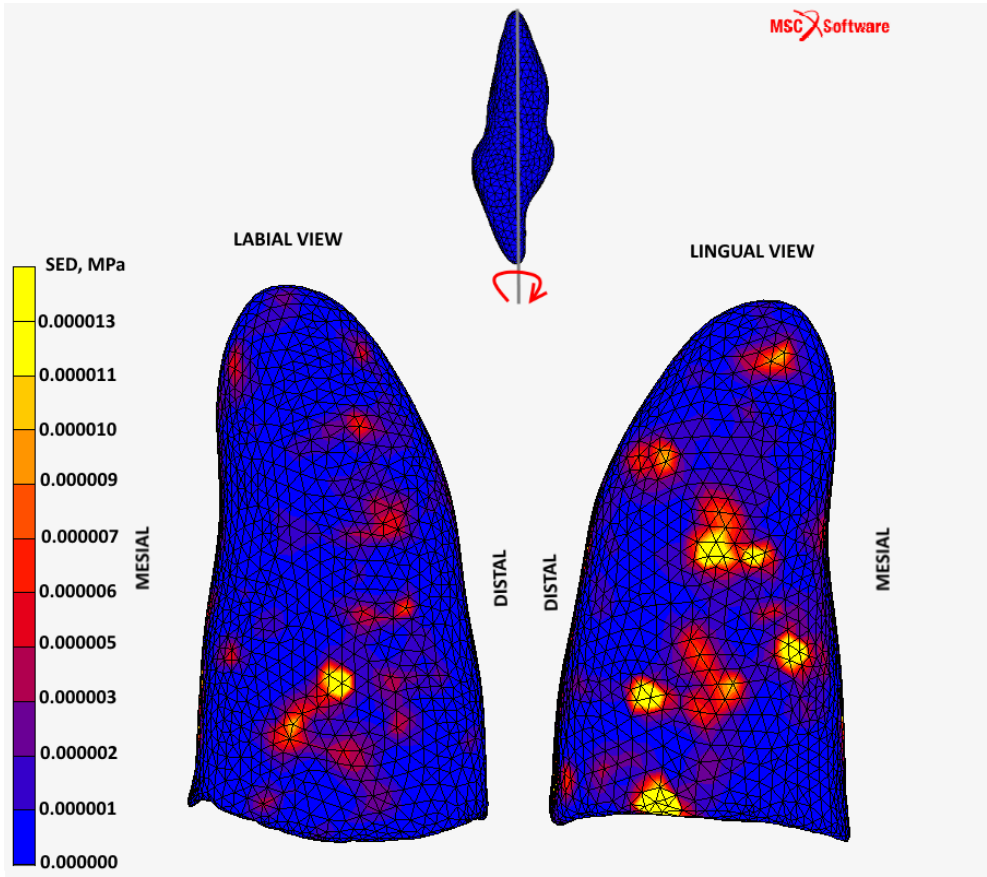 MSC Software
LABIAL VIEW
LINGUAL VIEW
SED, MPa
0.000013
0.000011
0.000010
0.000009
0.000007
0.000006
0.000005
0.000003
0.000002
0.000001
0.000000
MESIAL
DISTAL
DISTAL
MESIAL